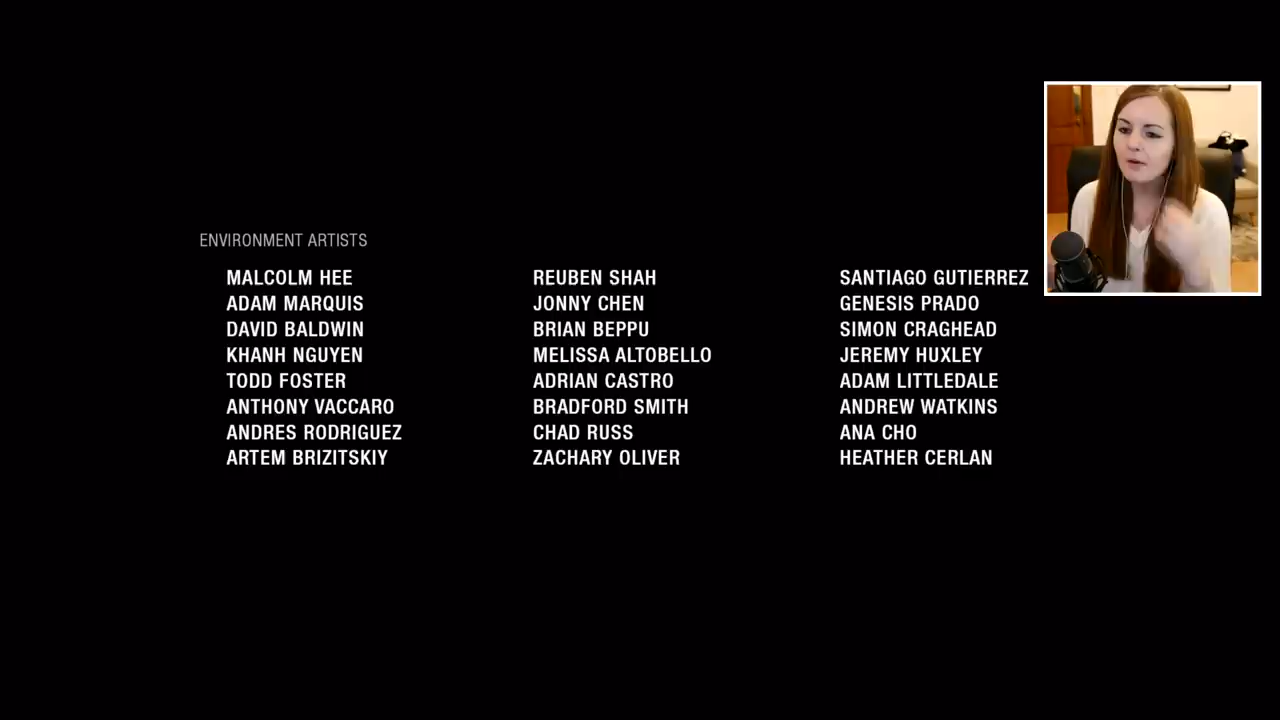 ENVIRONMENT ARTISTS
MALCOLM HEE REUBEN SHAH SANTIAGO GUTIERREZ
ADAM MARQUIS JONNY CHEN GENESIS PRADO
DAVID BALDWIN BRIAN BEPPU SIMON CRAGHEAD
KHANH NGUYEN MELISSA ALTOBELLO JEREMY HUXLEY
TODD FOSTER ADRIAN CASTRO ADAM LITTLEDALE
ANTHONY VACCARO BRADFORD SMITH ANDREW WATKINS
ANDRES RODRIGUEZ CHAD RUSS ANA CHO
ARTEM BRIZITSKIY ZACHARY OLIVER HEATHER CERLAN